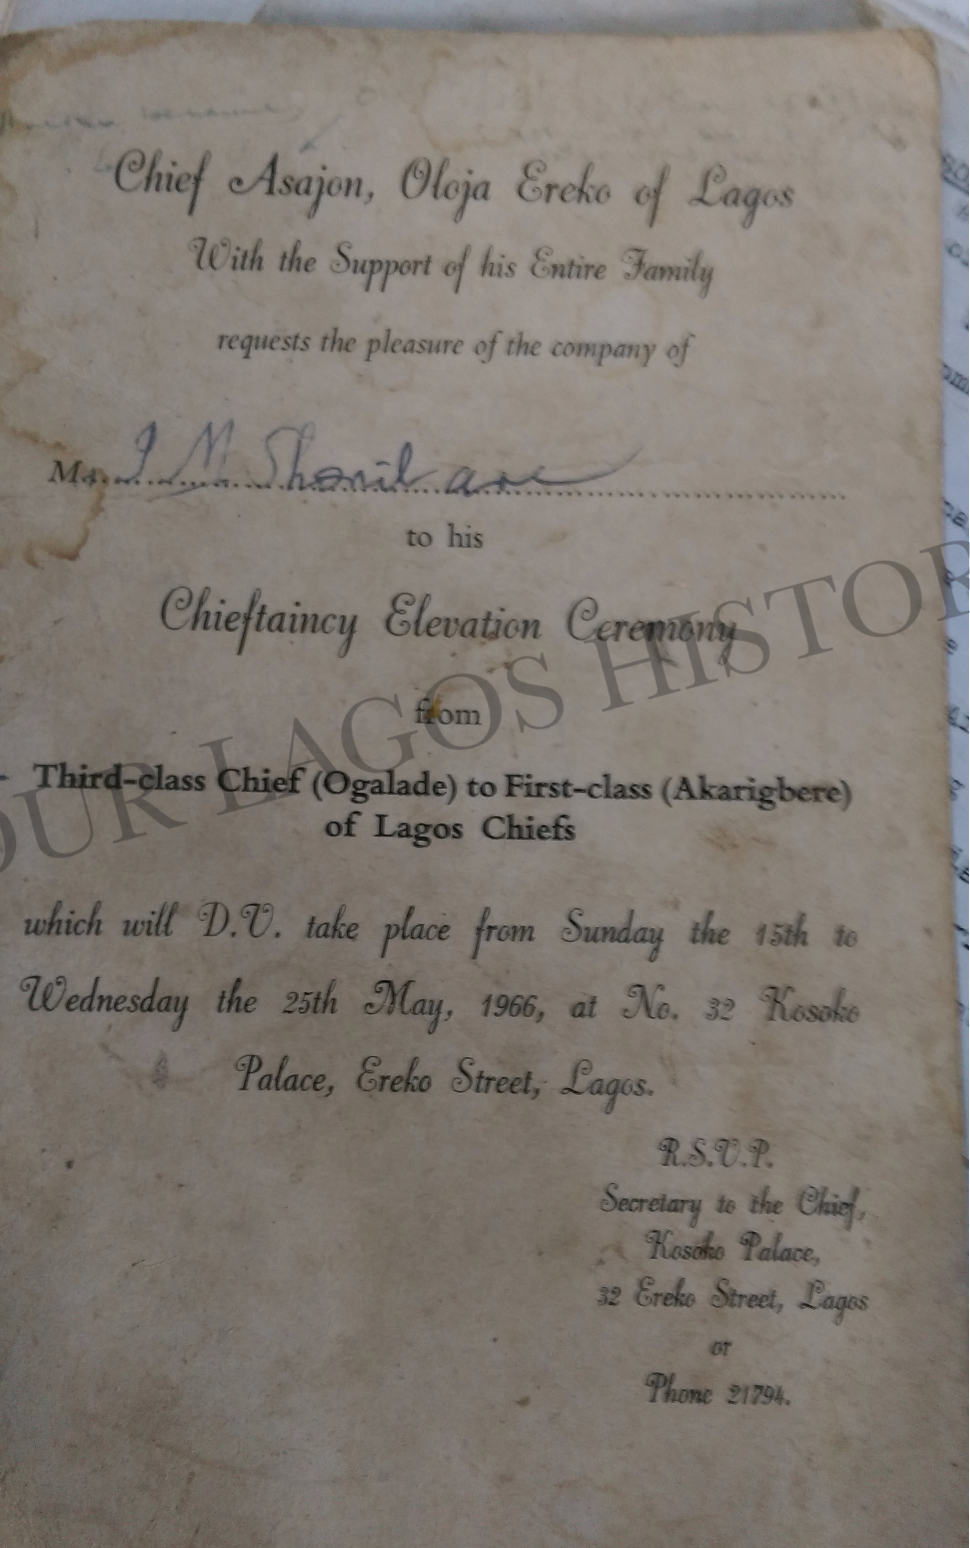 Chief Asajon, Oloja Ereko of Lagos
With the Support of his Entire Family
requests the pleasure of the company of
M
to his
Chieftaincy Elevation Ceremony
from
Third-class Chief (Ogalade) to First-class (Akarigbere)
of Lagos Chiefs
which will D.V. take place from Sunday the 15th to
Wednesday the 25th May, 1966, at No. 32 Kosoko
Palace, Ereko Street, Lagos.
R.S.V.P.
Secretary to the Chief,
Kosoko Palace,
32 Ereko Street, Lagos
or
Phone 21794.
OUR LAGOS HISTOR